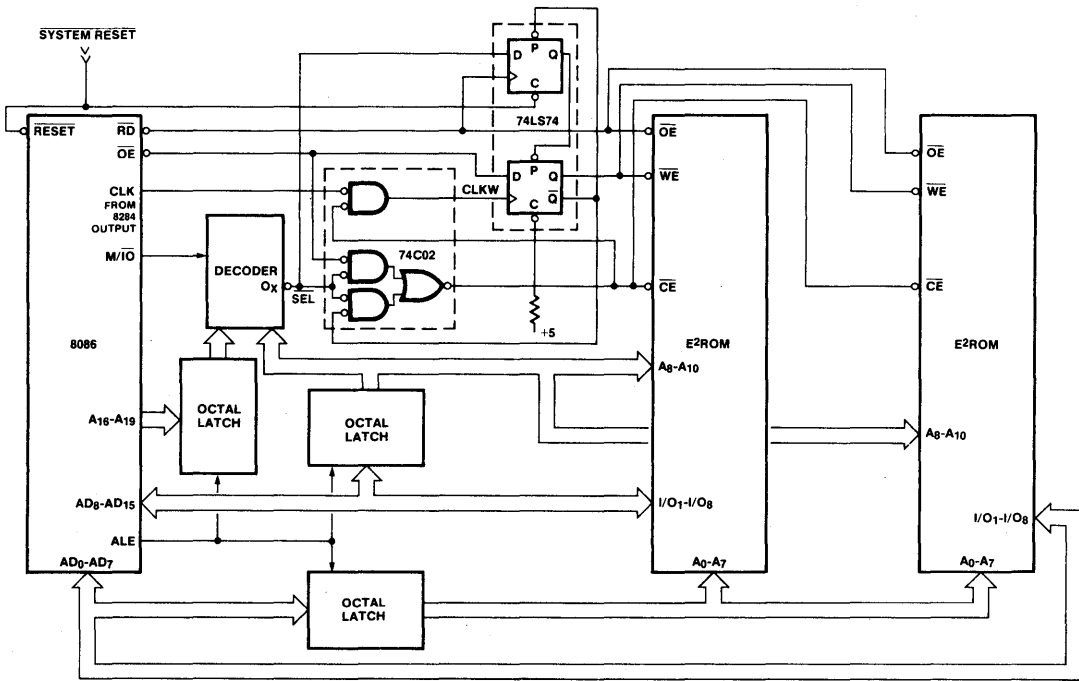 SYSTEM RESET
RESET
RD
OE
CLK
FROM
8284
OUTPUT
M/IO
8086
A16-A19
AD8-AD15
ALE
AD0-AD7
DECODER
OX
SEL
OCTAL
LATCH
OCTAL
LATCH
OCTAL
LATCH
74C02
CLKW
P
D
Q
C
74LS74
P
D
Q
Q
C
+5
OE
WE
CE
E2ROM
A8-A10
I/O1-I/O8
A0-A7
OE
WE
CE
E2ROM
A8-A10
I/O1-I/O8
A0-A7